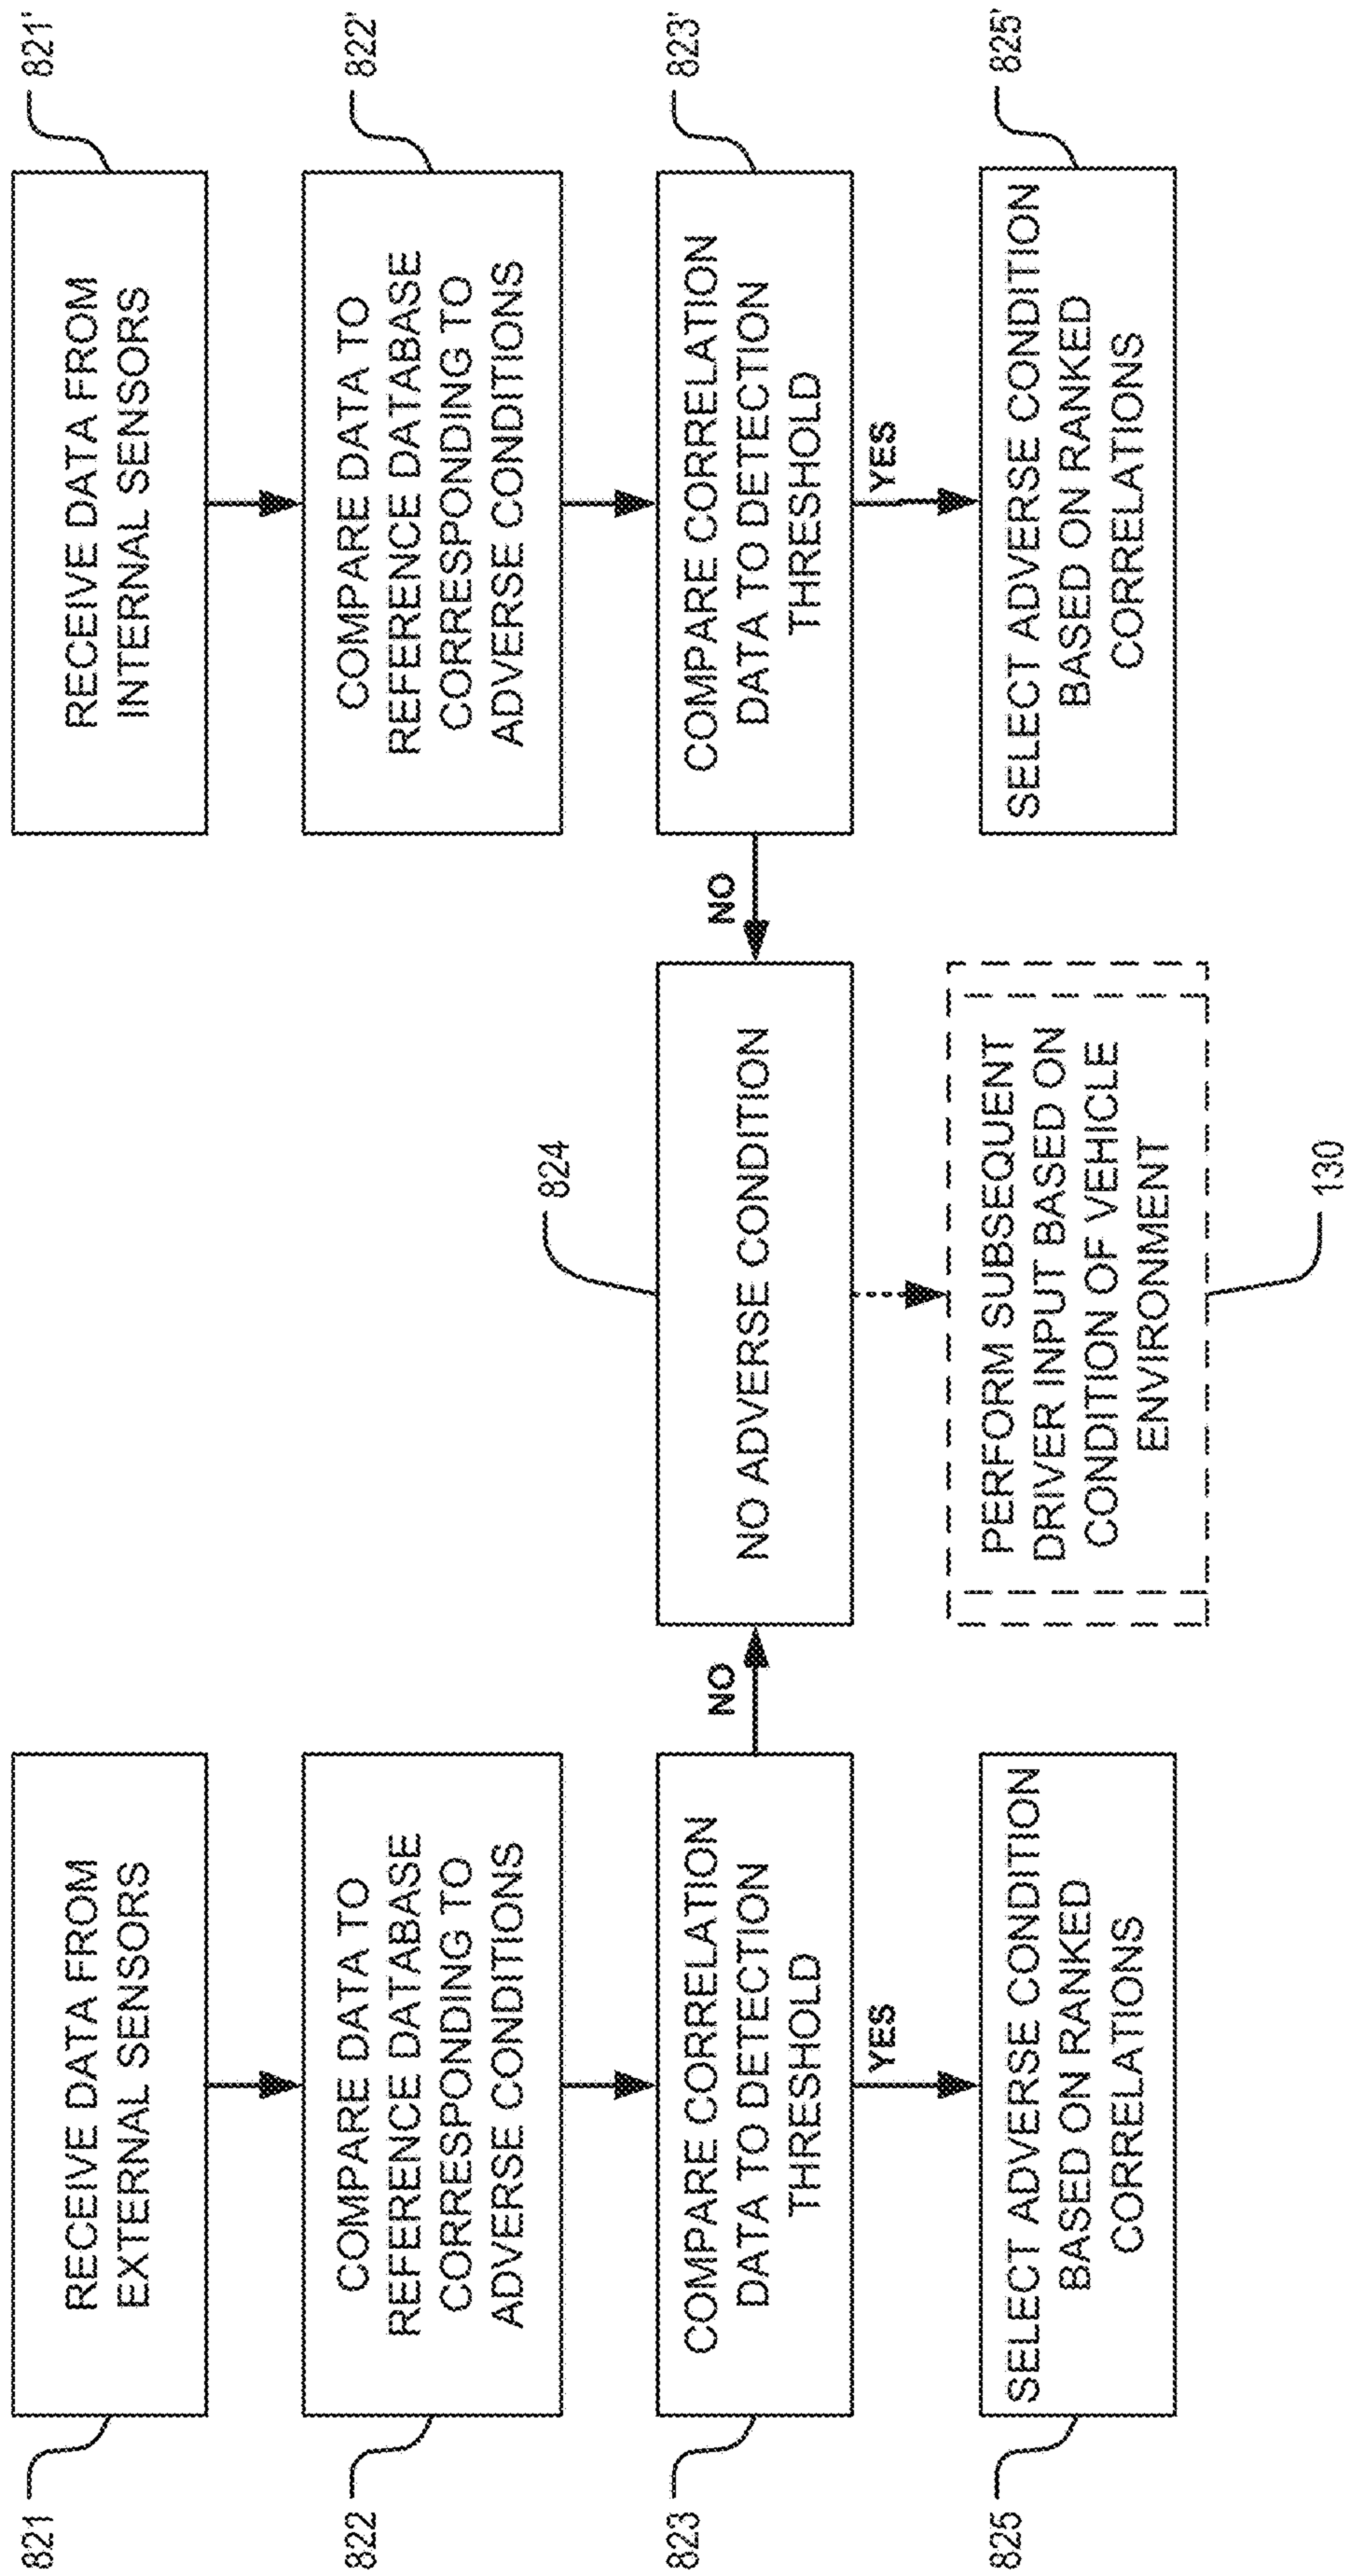 821
RECEIVE DATA FROM
EXTERNAL SENSORS
822
COMPARE DATA TO
REFERENCE DATABASE
CORRESPONDING TO
ADVERSE CONDITIONS
823
COMPARE CORRELATION
DATA TO DETECTION
THRESHOLD
NO
YES
825
SELECT ADVERSE CONDITION
BASED ON RANKED
CORRELATIONS
824
NO ADVERSE CONDITION
PERFORM SUBSEQUENT
DRIVER INPUT BASED ON
CONDITION OF VEHICLE
ENVIRONMENT
130
821'
RECEIVE DATA FROM
INTERNAL SENSORS
822'
COMPARE DATA TO
REFERENCE DATABASE
CORRESPONDING TO
ADVERSE CONDITIONS
823'
COMPARE CORRELATION
DATA TO DETECTION
THRESHOLD
NO
YES
825'
SELECT ADVERSE CONDITION
BASED ON RANKED
CORRELATIONS